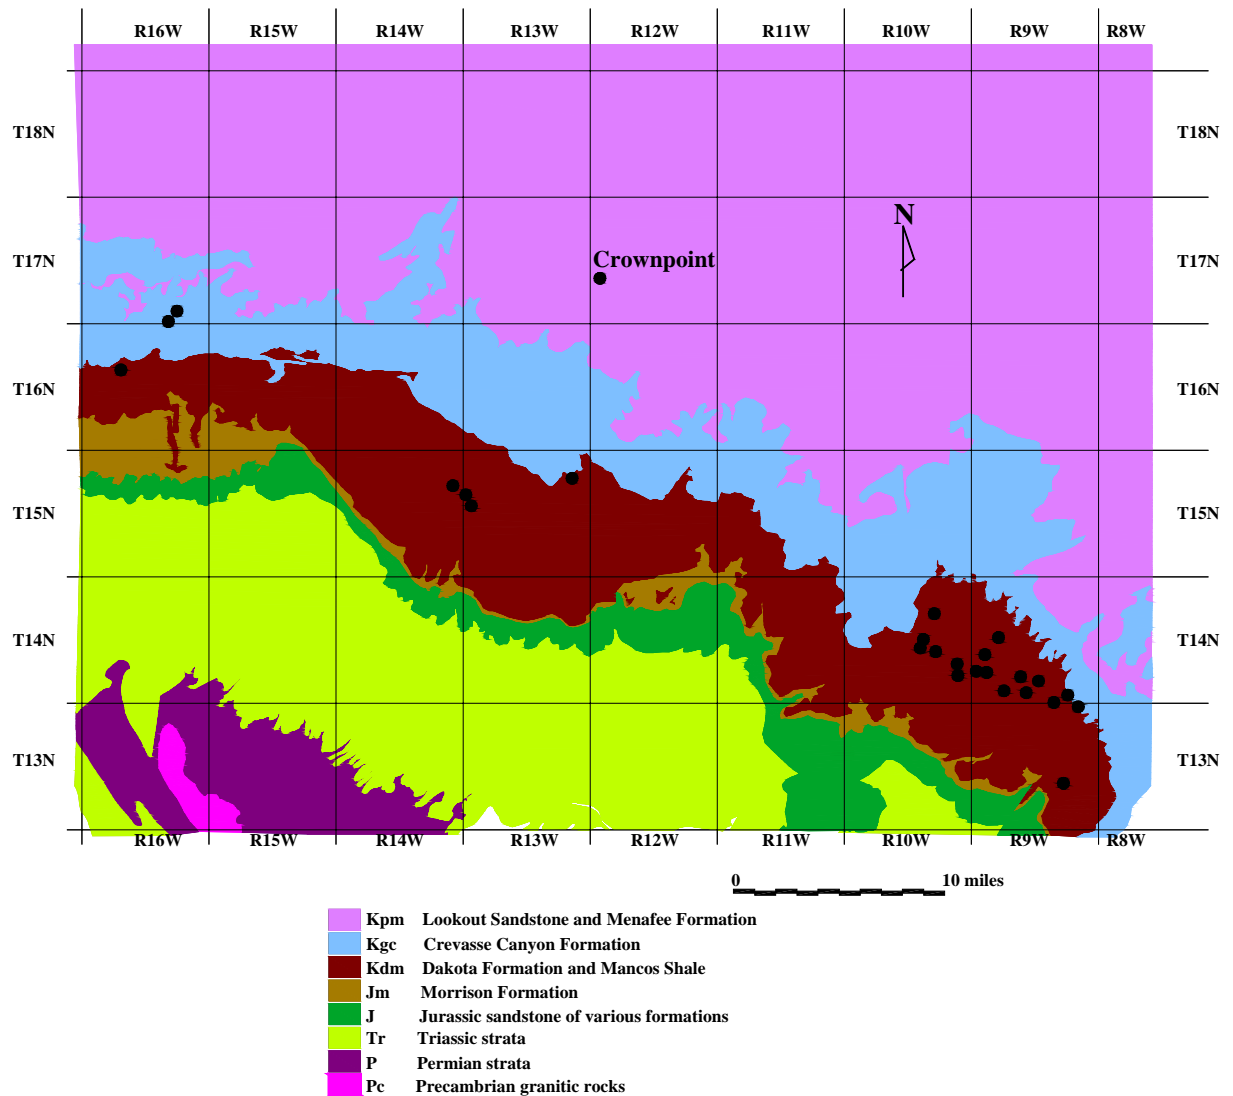 R16W R15W R14W R13W R12W R11W R10W R9W R8W
T18N T18N
N
T17N Crownpoint T17N
T16N T16N
T15N T15N
T14N T14N
T13N T13N
R16W R15W R14W R13W R12W R11W R10W R9W R8W
0 10 miles
Kpm Lookout Sandstone and Menafee Formation
Kgc Crevasse Canyon Formation
Kdm Dakota Formation and Mancos Shale
Jm Morrison Formation
J Jurassic sandstone of various formations
Tr Triassic strata
P Permian strata
Pc Precambrian granitic rocks